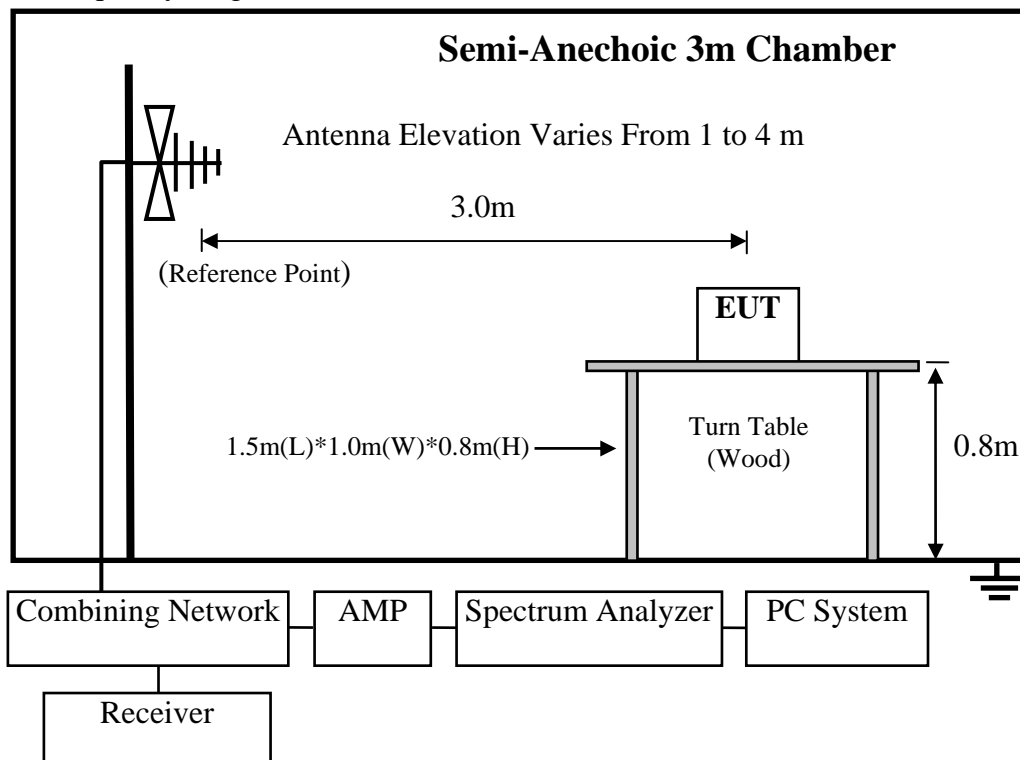 Semi-Anechoic 3m Chamber
Antenna Elevation Varies From 1 to 4 m
3.0m
(Reference Point)
EUT
1.5m(L)*1.0m(W)*0.8m(H)
Turn Table
(Wood)
0.8m
Combining Network
AMP
Spectrum Analyzer
PC System
Receiver